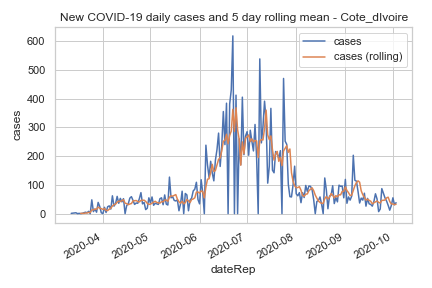 New COVID-19 daily cases and 5 day rolling mean - Cote_dIvoire
cases
cases (rolling)
600
500
400
300
200
100
0
cases
2020-04
2020-05
2020-06
2020-07
2020-08
2020-09
2020-10
dateRep